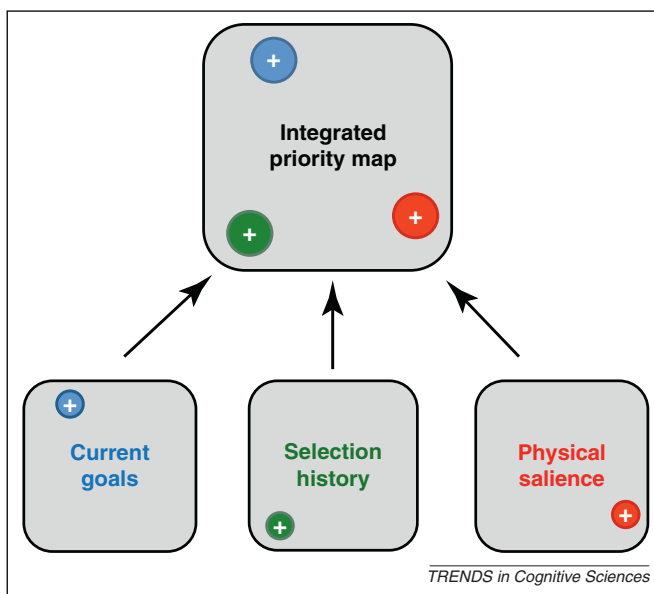 +
Integrated
priority map
+
+
+
Current
goals
Selection
history
+
Physical
salience
+
TRENDS in Cognitive Sciences